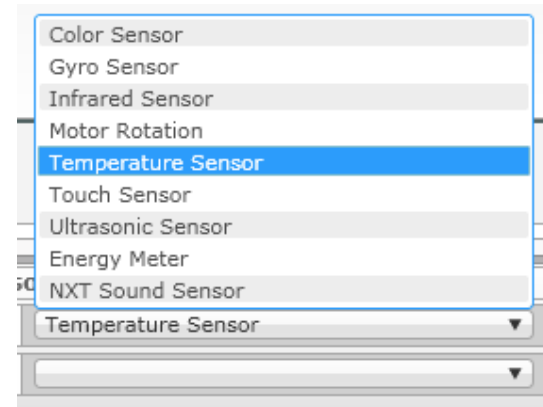 Color Sensor
Gyro Sensor
Infrared Sensor
Motor Rotation
Temperature Sensor
Touch Sensor
Ultrasonic Sensor
Energy Meter
NXT Sound Sensor
Temperature Sensor